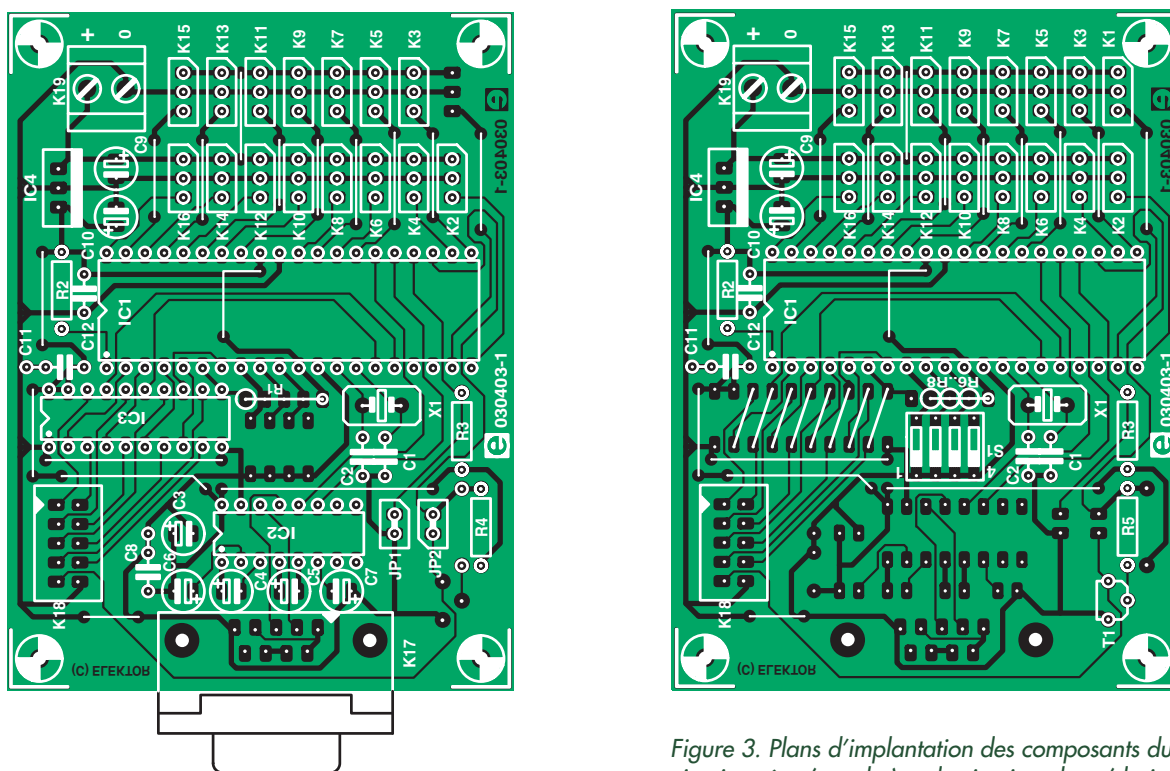 + 0
K19
K15 K13 K11 K9 K7 K5 K3
C9
IC4
C10
K16 K14 K12 K10 K8 K6 K4 K2
030403-1
R2
C12
IC1
C11
R1
X1
IC3
R3
030403-1
C2 C1
C3
IC2
JP1 JP2
R4
C8 C6 C4 C5 C7
K18
K17
(C) ELEKTOR
+ 0
K19
K15 K13 K11 K9 K7 K5 K3 K1
C9
IC4
C10
K16 K14 K12 K10 K8 K6 K4 K2
030403-1
R2
C12
IC1
C11
R6...R8
X1
R3
030403-1
1 4
S1
C2 C1
R5
K18
T1
(C) ELEKTOR
Figure 3. Plans d'implantation des composants du